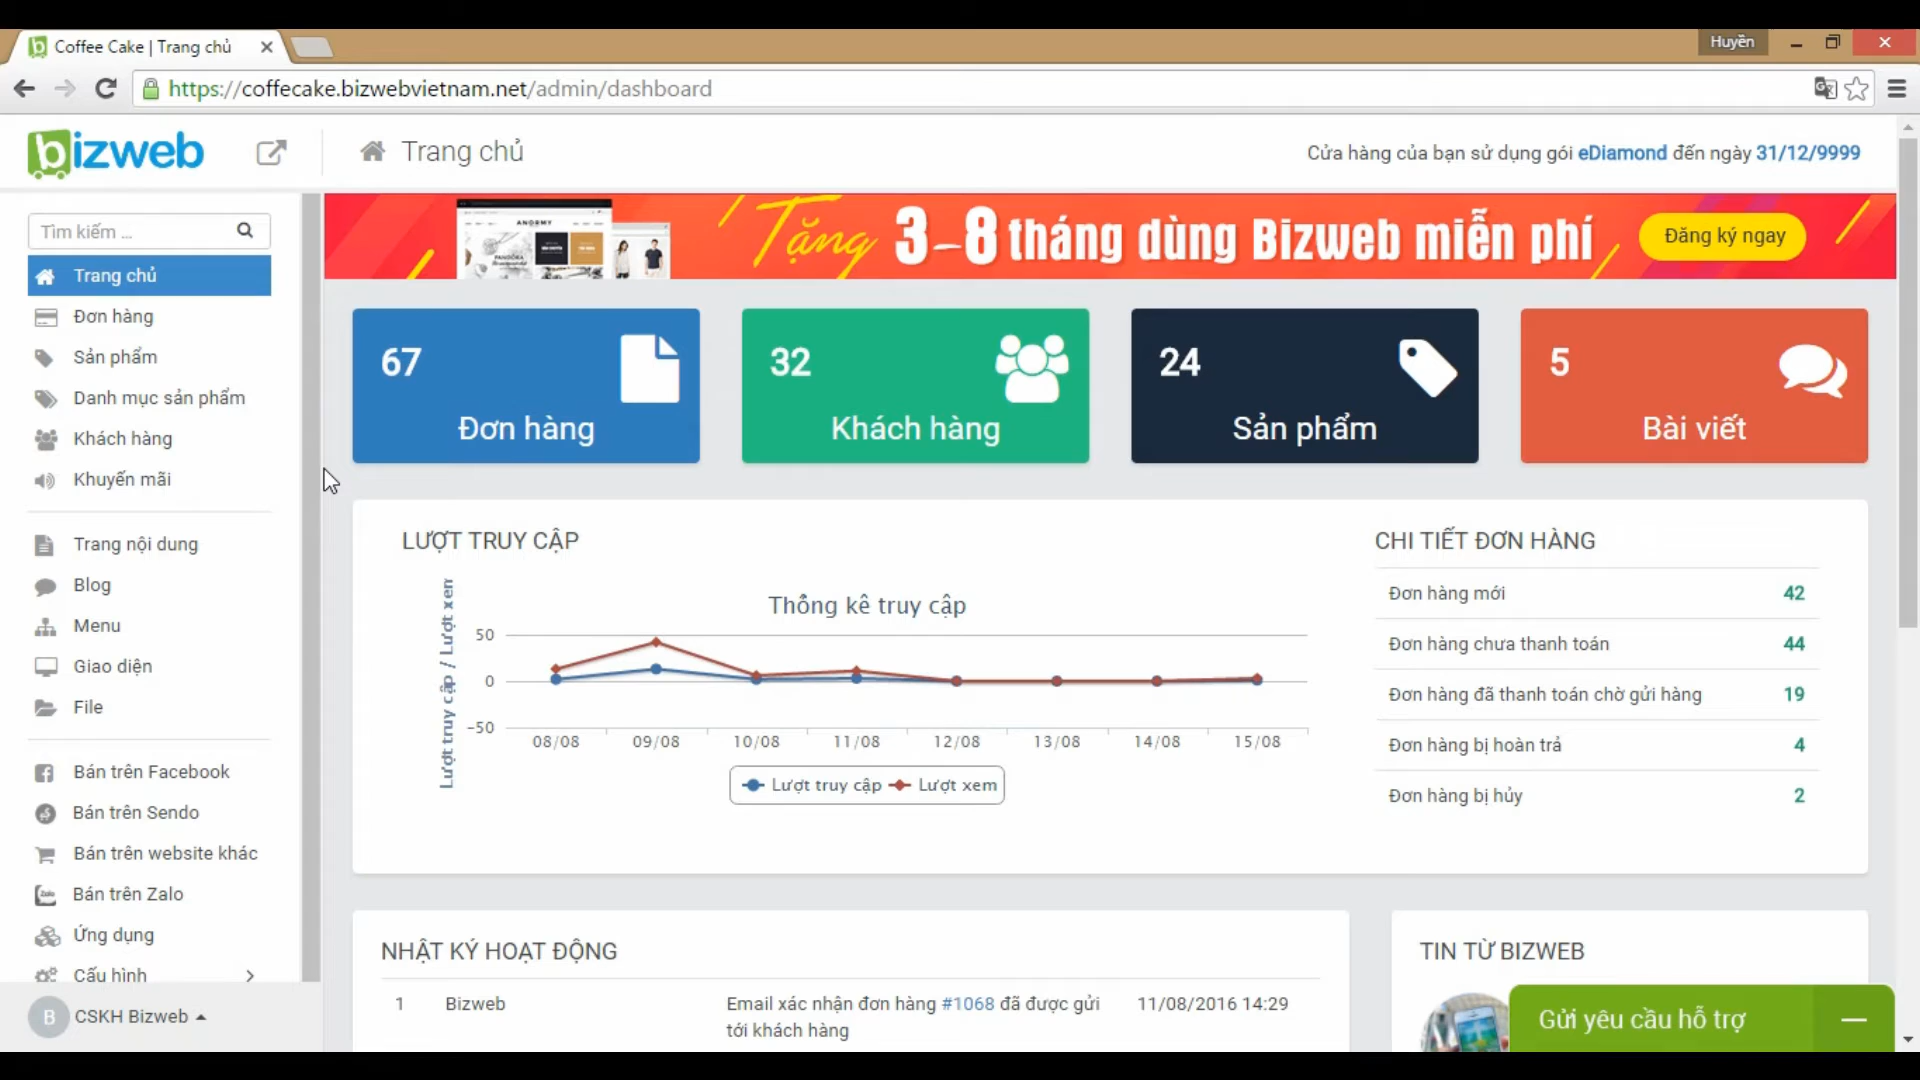 Coffee Cake | Trang chủ
Huyền
https://coffecake.bizwebvietnam.net/admin/dashboard
bizweb
Trang chủ
Cửa hàng của bạn sử dụng gói eDiamond đến ngày 31/12/9999
Tìm kiếm ...
Trang chủ
Đơn hàng
Sản phẩm
Danh mục sản phẩm
Khách hàng
Khuyến mãi
Trang nội dung
Blog
Menu
Giao diện
File
Bán trên Facebook
Bán trên Sendo
Bán trên website khác
Bán trên Zalo
Ứng dụng
Cấu hình
B CSKH Bizweb
ANORMY
Tặng 3-8 tháng dùng Bizweb miễn phí
Đăng ký ngay
67
Đơn hàng
32
Khách hàng
24
Sản phẩm
5
Bài viết
LƯỢT TRUY CẬP
Thống kê truy cập
Lượt truy cập / Lượt xem
50
0
-50
08/08 09/08 10/08 11/08 12/08 13/08 14/08 15/08
Lượt truy cập Lượt xem
CHI TIẾT ĐƠN HÀNG
Đơn hàng mới 42
Đơn hàng chưa thanh toán 44
Đơn hàng đã thanh toán chờ gửi hàng 19
Đơn hàng bị hoàn trả 4
Đơn hàng bị hủy 2
NHẬT KÝ HOẠT ĐỘNG
1 Bizweb Email xác nhận đơn hàng #1068 đã được gửi 11/08/2016 14:29
tới khách hàng
TIN TỪ BIZWEB
Gửi yêu cầu hỗ trợ